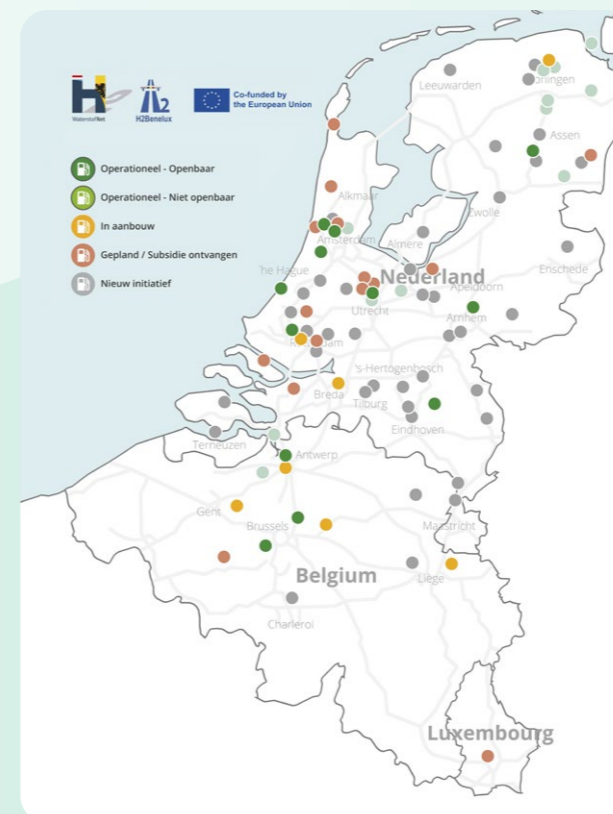 WaterstofNet
H2Benelux
Co-funded by
the European Union
Operationeel - Openbaar
Operationeel - Niet openbaar
In aanbouw
Gepland / Subsidie ontvangen
Nieuw initiatief
Leeuwarden
Assen
Alkmaar
Zwolle
Amsterdam
Almere
The Hague
Nederland
Enschede
Apeldoorn
Utrecht
Arnhem
's-Hertogenbosch
Breda
Tilburg
Eindhoven
Terneuzen
Antwerp
Gent
Brussels
Maastricht
Belgium
Liège
Charleroi
Luxembourg